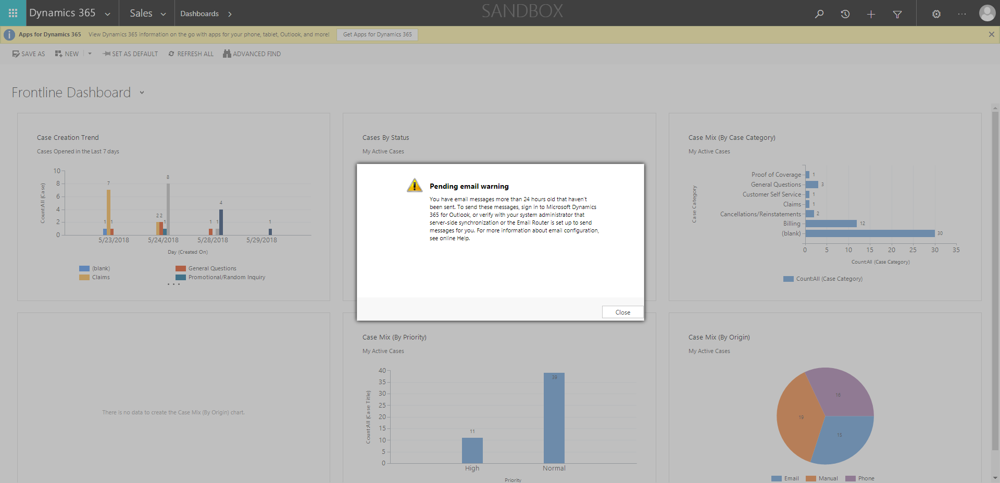 Dynamics 365
Sales
Dashboards
SANDBOX
Apps for Dynamics 365 View Dynamics 365 information on the go with apps for your phone, tablet, Outlook, and more! Get Apps for Dynamics 365
SAVE AS NEW SET AS DEFAULT REFRESH ALL ADVANCED FIND
Frontline Dashboard
Case Creation Trend
Cases Opened in the Last 7 days
Count:All (Case)
10
8
6
4
2
0
1
7
1
2 2
1
8
1
1
4
1
5/23/2018 5/24/2018 5/28/2018 5/29/2018
Day (Created On)
(blank) General Questions
Claims Promotional/Random Inquiry
Cases By Status
My Active Cases
Pending email warning
You have email messages more than 24 hours old that haven't
been sent. To send these messages, sign in to Microsoft Dynamics
365 for Outlook, or verify with your system administrator that
server-side synchronization or the Email Router is set up to send
messages for you. For more information about email configuration,
see online Help.
Close
Case Mix (By Case Category)
My Active Cases
Case Category
Proof of Coverage 1
General Questions 3
Customer Self Service 1
Claims 1
Cancellations/Reinstatements 2
Billing 12
(blank) 30
0 5 10 15 20 25 30 35
Count:All (Case Category)
Count:All (Case Category)
There is no data to create the Case Mix (By Origin) chart.
Case Mix (By Priority)
My Active Cases
Count:All (Case Title)
40
35
30
25
20
15
10
5
0
11
39
High Normal
Priority
Case Mix (By Origin)
My Active Cases
16
19
15
Email Manual Phone